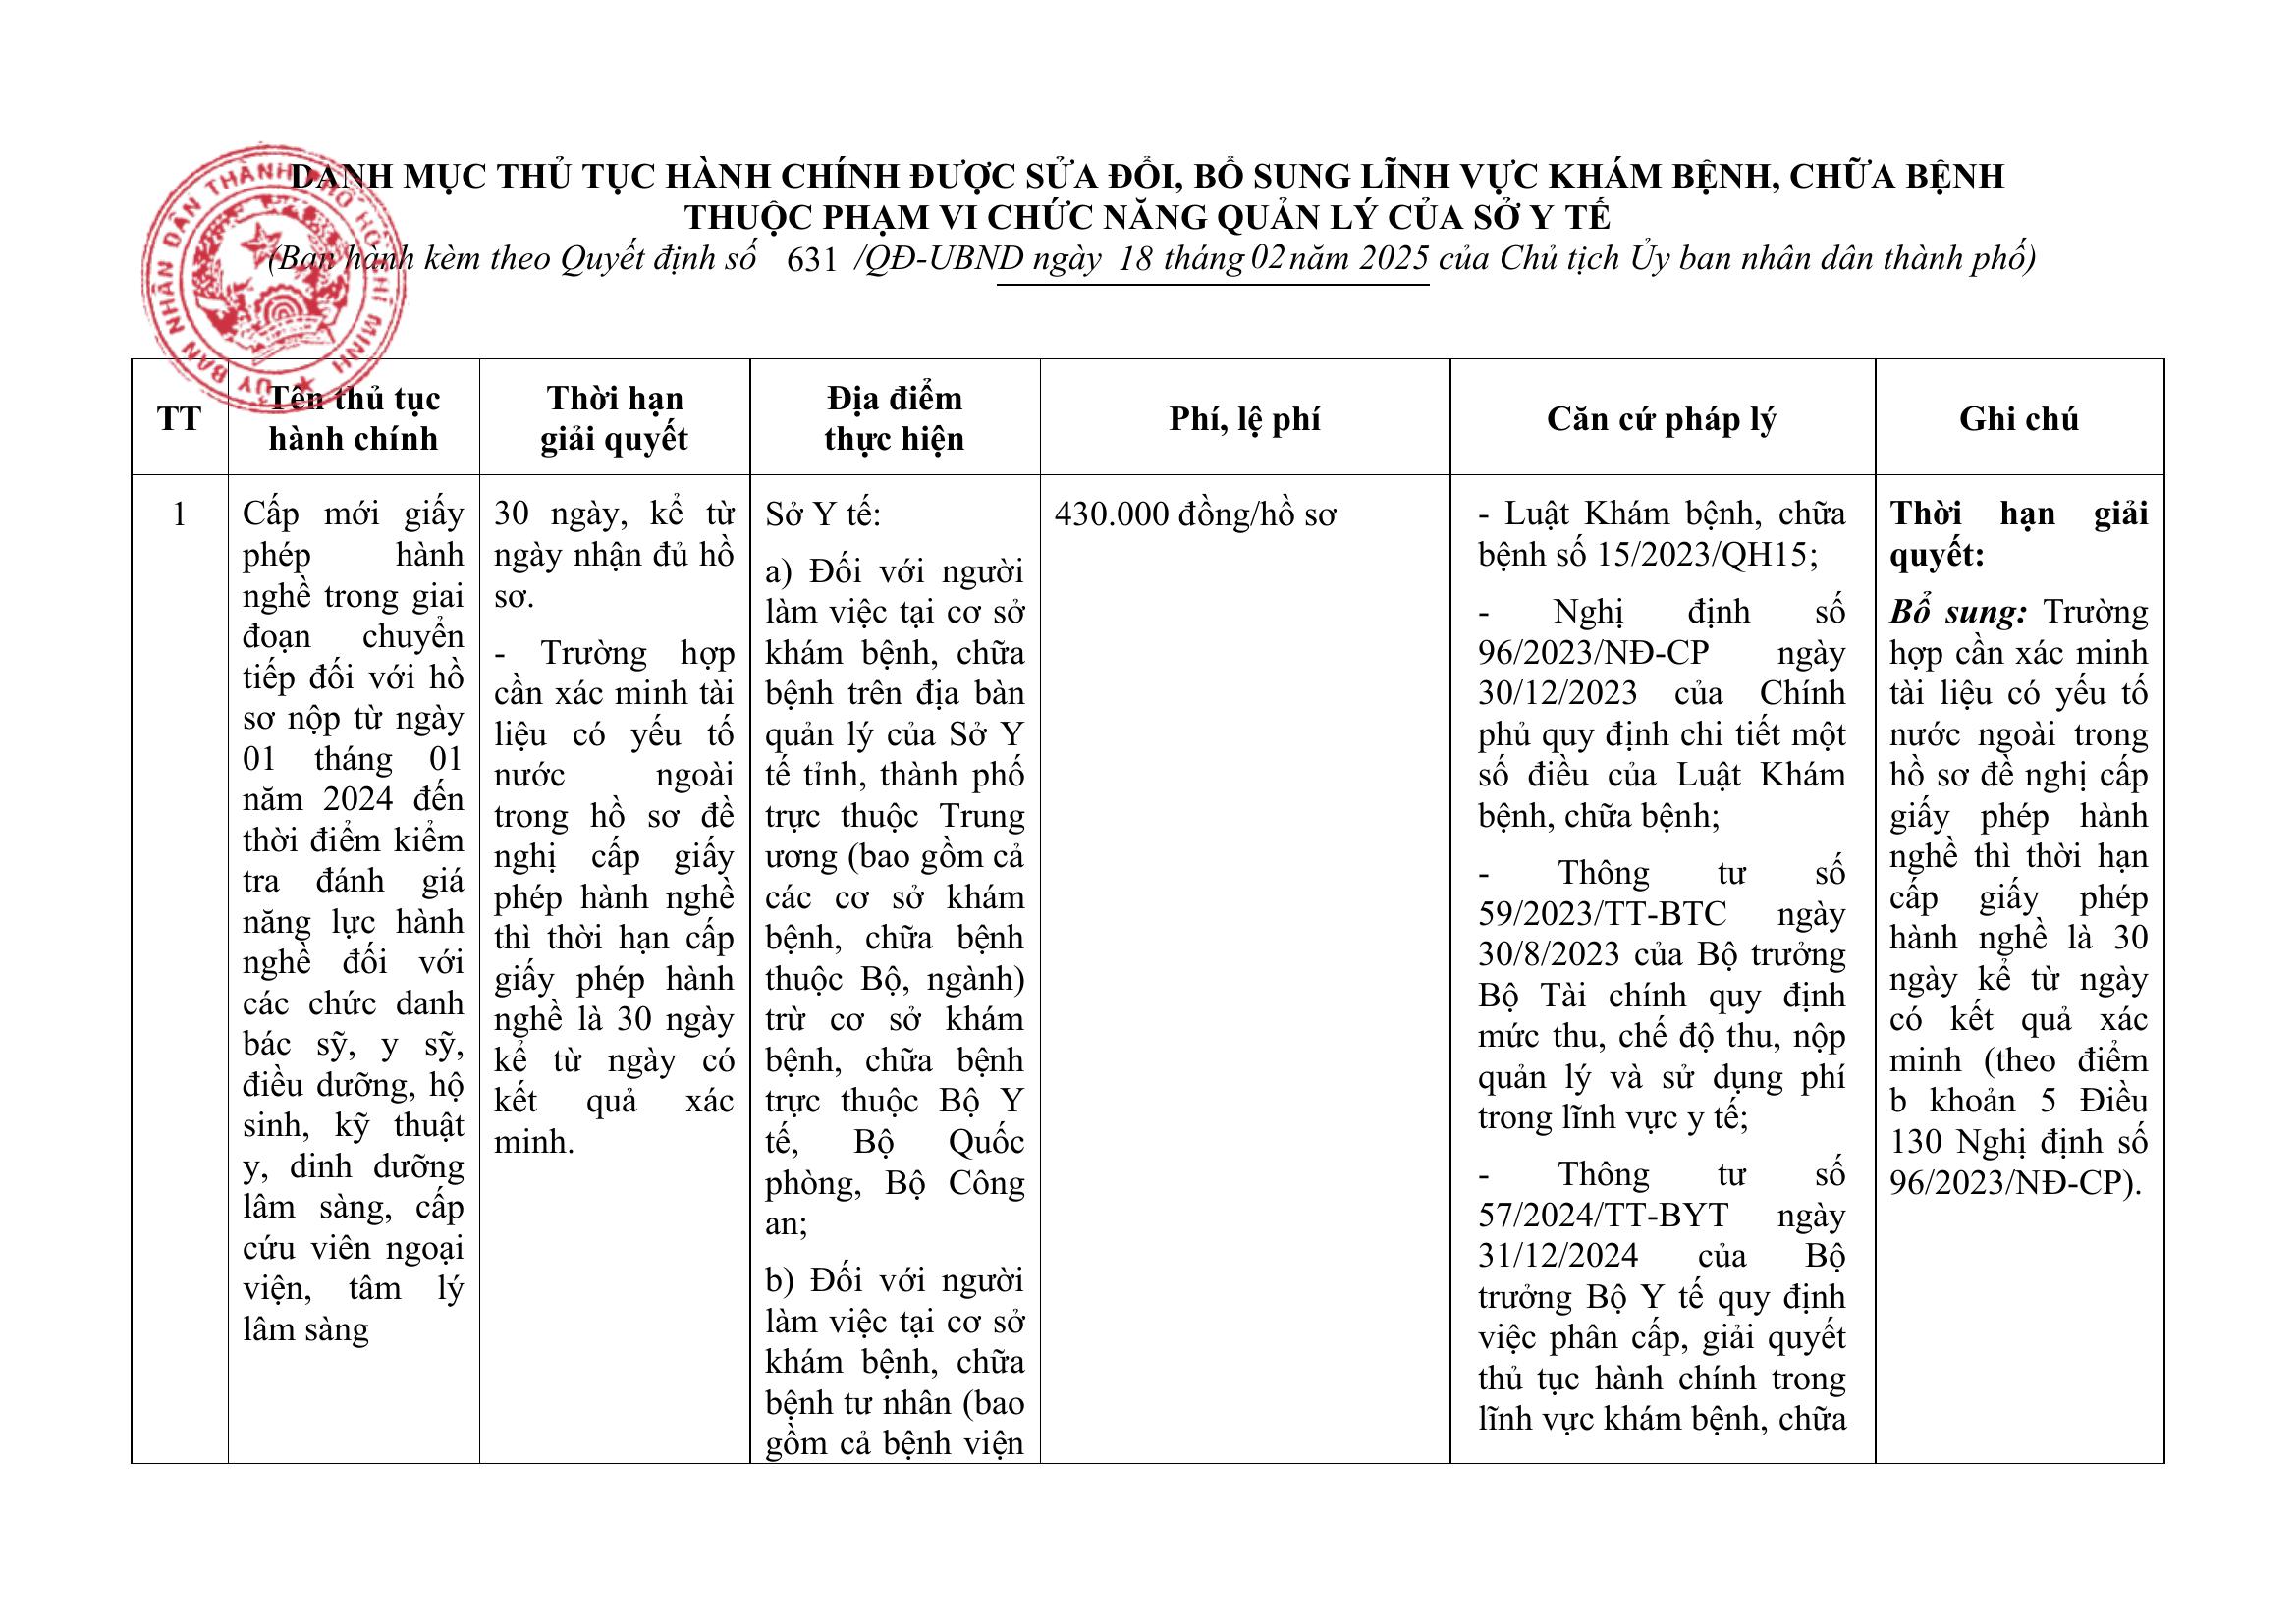 DANH MỤC THỦ TỤC HÀNH CHÍNH ĐƯỢC SỬA ĐỔI, BỔ SUNG LĨNH VỰC KHÁM BỆNH, CHỮA BỆNH
THUỘC PHẠM VI CHỨC NĂNG QUẢN LÝ CỦA SỞ Y TẾ
(Ban hành kèm theo Quyết định số 631 /QĐ-UBND ngày 18 tháng 02 năm 2025 của Chủ tịch Ủy ban nhân dân thành phố)
ỦY BAN NHÂN DÂN THÀNH PHỐ HỒ CHÍ MINH
TT
Tên thủ tục
hành chính
Thời hạn
giải quyết
Địa điểm
thực hiện
Phí, lệ phí
Căn cứ pháp lý
Ghi chú
1
Cấp mới giấy
phép hành
nghề trong giai
đoạn chuyển
tiếp đối với hồ
sơ nộp từ ngày
01 tháng 01
năm 2024 đến
thời điểm kiểm
tra đánh giá
năng lực hành
nghề đối với
các chức danh
bác sỹ, y sỹ,
điều dưỡng, hộ
sinh, kỹ thuật
y, dinh dưỡng
lâm sàng, cấp
cứu viên ngoại
viện, tâm lý
lâm sàng
30 ngày, kể từ
ngày nhận đủ hồ
sơ.
- Trường hợp
cần xác minh tài
liệu có yếu tố
nước ngoài
trong hồ sơ đề
nghị cấp giấy
phép hành nghề
thì thời hạn cấp
giấy phép hành
nghề là 30 ngày
kể từ ngày có
kết quả xác
minh.
Sở Y tế:
a) Đối với người
làm việc tại cơ sở
khám bệnh, chữa
bệnh trên địa bàn
quản lý của Sở Y
tế tỉnh, thành phố
trực thuộc Trung
ương (bao gồm cả
các cơ sở khám
bệnh, chữa bệnh
thuộc Bộ, ngành)
trừ cơ sở khám
bệnh, chữa bệnh
trực thuộc Bộ Y
tế, Bộ Quốc
phòng, Bộ Công
an;
b) Đối với người
làm việc tại cơ sở
khám bệnh, chữa
bệnh tư nhân (bao
gồm cả bệnh viện
430.000 đồng/hồ sơ
- Luật Khám bệnh, chữa
bệnh số 15/2023/QH15;
- Nghị định số
96/2023/NĐ-CP ngày
30/12/2023 của Chính
phủ quy định chi tiết một
số điều của Luật Khám
bệnh, chữa bệnh;
- Thông tư số
59/2023/TT-BTC ngày
30/8/2023 của Bộ trưởng
Bộ Tài chính quy định
mức thu, chế độ thu, nộp
quản lý và sử dụng phí
trong lĩnh vực y tế;
- Thông tư số
57/2024/TT-BYT ngày
31/12/2024 của Bộ
trưởng Bộ Y tế quy định
việc phân cấp, giải quyết
thủ tục hành chính trong
lĩnh vực khám bệnh, chữa
Thời hạn giải
quyết:
Bổ sung: Trường
hợp cần xác minh
tài liệu có yếu tố
nước ngoài trong
hồ sơ đề nghị cấp
giấy phép hành
nghề thì thời hạn
cấp giấy phép
hành nghề là 30
ngày kể từ ngày
có kết quả xác
minh (theo điểm
b khoản 5 Điều
130 Nghị định số
96/2023/NĐ-CP).